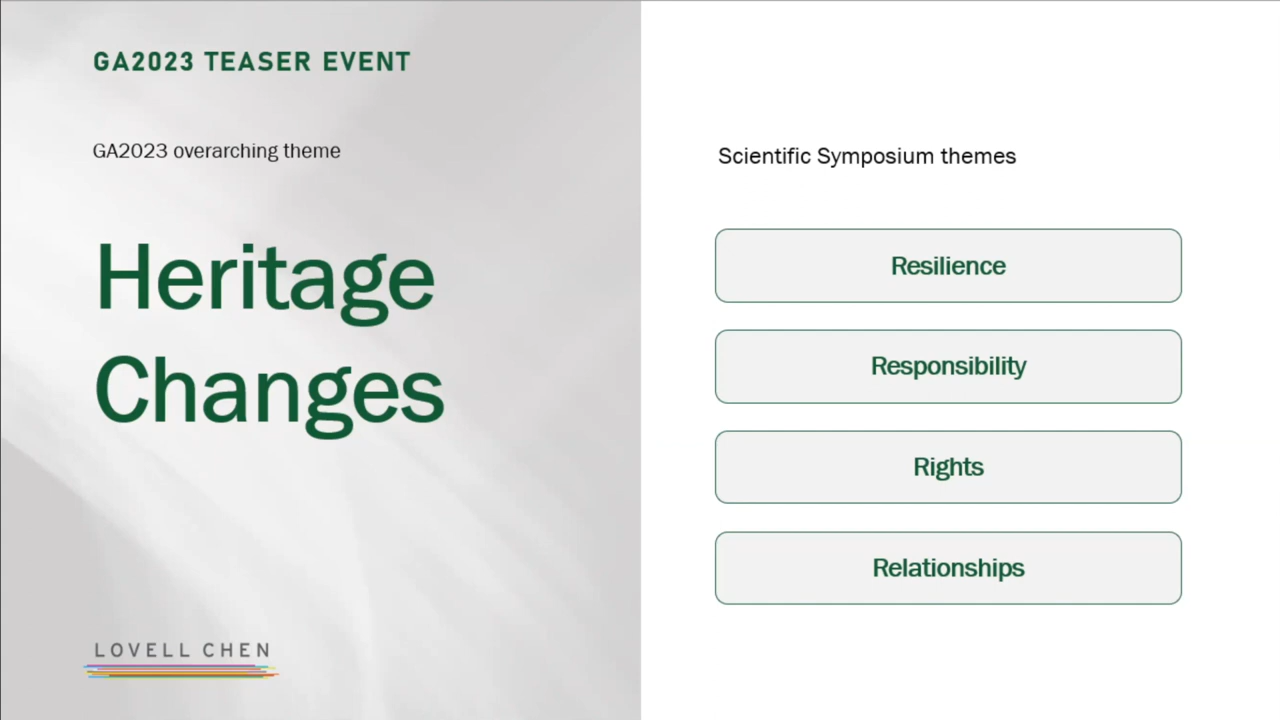 GA2023 TEASER EVENT
GA2023 overarching theme
Heritage
Changes
LOVELL CHEN
Scientific Symposium themes
Resilience
Responsibility
Rights
Relationships